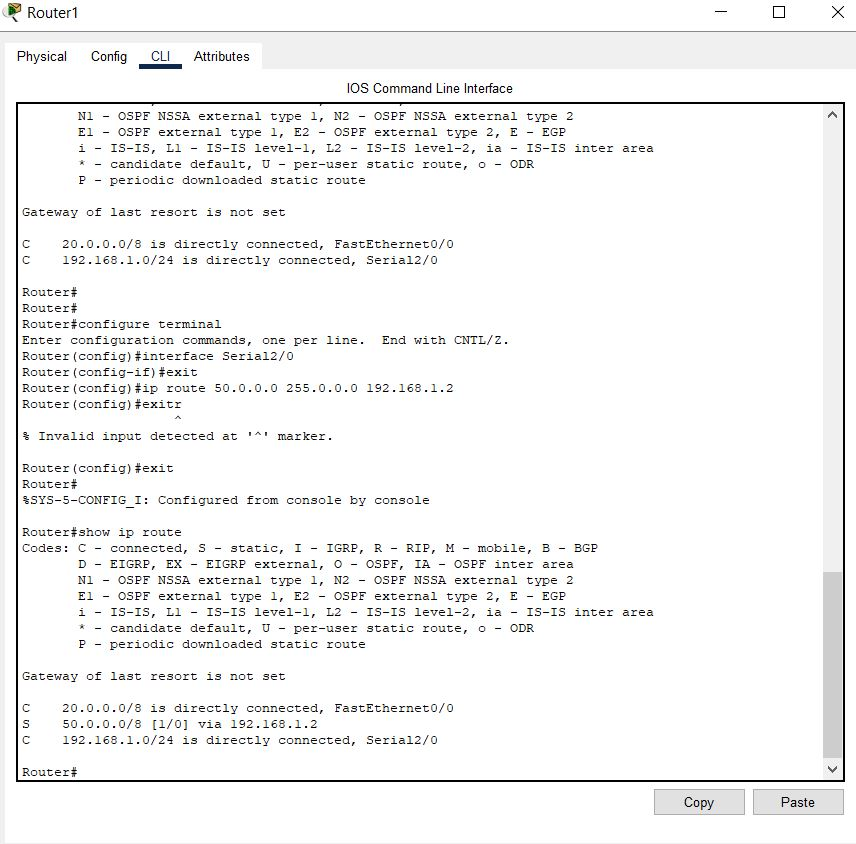 Router1
Physical Config CLI Attributes
IOS Command Line Interface
N1 - OSPF NSSA external type 1, N2 - OSPF NSSA external type 2
E1 - OSPF external type 1, E2 - OSPF external type 2, E - EGP
i - IS-IS, L1 - IS-IS level-1, L2 - IS-IS level-2, ia - IS-IS inter area
* - candidate default, U - per-user static route, o - ODR
P - periodic downloaded static route
Gateway of last resort is not set
C 20.0.0.0/8 is directly connected, FastEthernet0/0
C 192.168.1.0/24 is directly connected, Serial2/0
Router#
Router#
Router#configure terminal
Enter configuration commands, one per line. End with CNTL/Z.
Router(config)#interface Serial2/0
Router(config-if)#exit
Router(config)#ip route 50.0.0.0 255.0.0.0 192.168.1.2
Router(config)#exitr
^
% Invalid input detected at '^' marker.
Router(config)#exit
Router#
%SYS-5-CONFIG_I: Configured from console by console
Router#show ip route
Codes: C - connected, S - static, I - IGRP, R - RIP, M - mobile, B - BGP
D - EIGRP, EX - EIGRP external, O - OSPF, IA - OSPF inter area
N1 - OSPF NSSA external type 1, N2 - OSPF NSSA external type 2
E1 - OSPF external type 1, E2 - OSPF external type 2, E - EGP
i - IS-IS, L1 - IS-IS level-1, L2 - IS-IS level-2, ia - IS-IS inter area
* - candidate default, U - per-user static route, o - ODR
P - periodic downloaded static route
Gateway of last resort is not set
C 20.0.0.0/8 is directly connected, FastEthernet0/0
S 50.0.0.0/8 [1/0] via 192.168.1.2
C 192.168.1.0/24 is directly connected, Serial2/0
Router#
Copy Paste